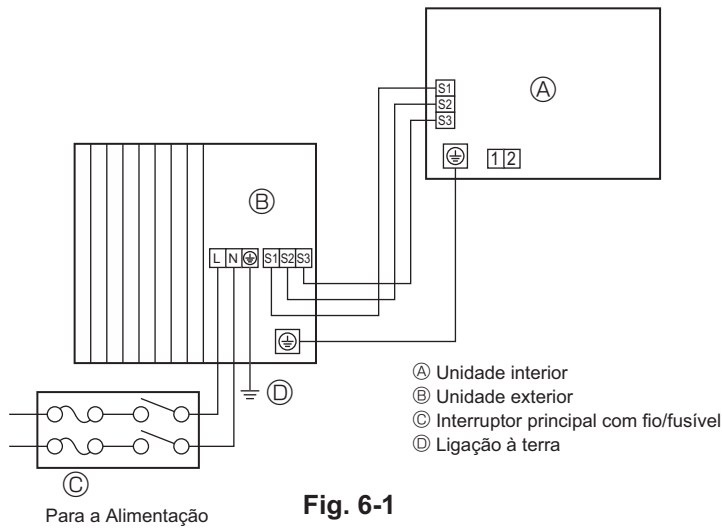 S1
S2
S3
Ⓐ
1 2
Ⓑ
L N S1 S2 S3
Ⓓ
Ⓐ Unidade interior
Ⓑ Unidade exterior
Ⓒ Interruptor principal com fio/fusível
Ⓓ Ligação à terra
Ⓒ
Para a Alimentação
Fig. 6-1